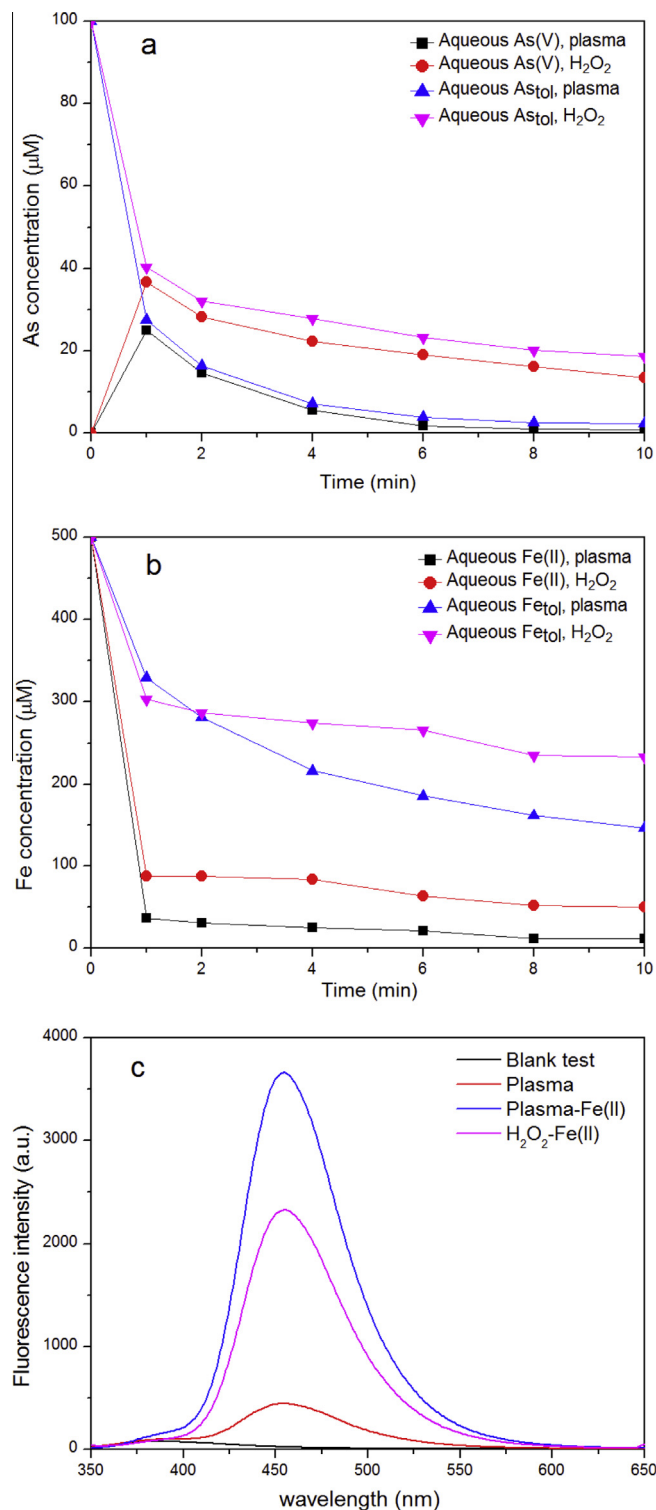 a
Aqueous As(V), plasma
Aqueous As(V), H₂O₂
Aqueous Astol, plasma
Aqueous Astol, H₂O₂
100
80
60
40
20
0
As concentration (μM)
0 2 4 6 8 10
Time (min)
b
Aqueous Fe(II), plasma
Aqueous Fe(II), H₂O₂
Aqueous Fetol, plasma
Aqueous Fetol, H₂O₂
500
400
300
200
100
0
Fe concentration (μM)
0 2 4 6 8 10
Time (min)
c
Blank test
Plasma
Plasma-Fe(II)
H₂O₂-Fe(II)
4000
3000
2000
1000
0
Fluorescence intensity (a.u.)
350 400 450 500 550 600 650
wavelength (nm)